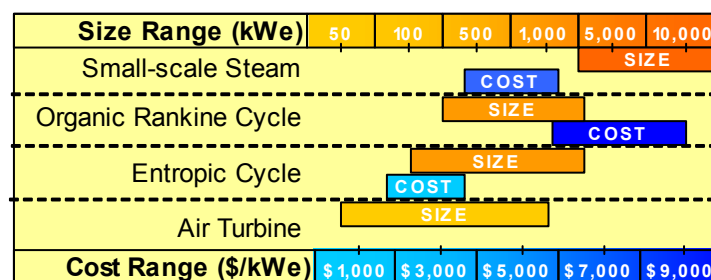 Size Range (kWe) 50 100 500 1,000 5,000 10,000
Small-scale Steam SIZE
COST
Organic Rankine Cycle SIZE
COST
Entropic Cycle SIZE
COST
Air Turbine SIZE
Cost Range ($/kWe) $1,000 $3,000 $5,000 $7,000 $9,000